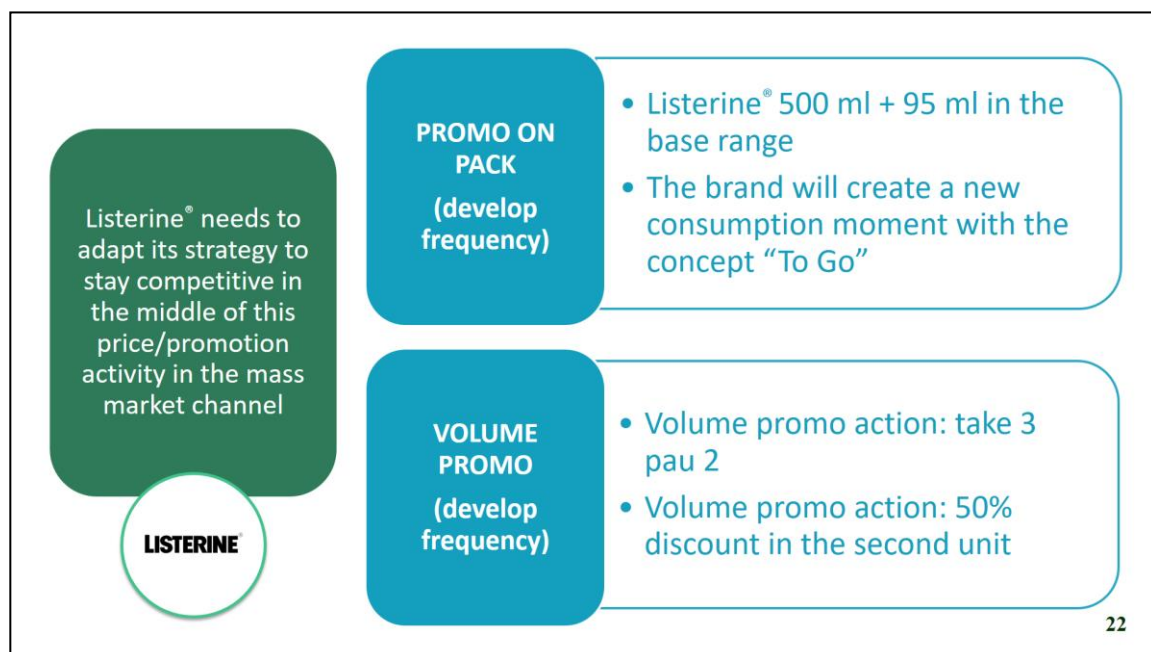 Listerine® needs to
adapt its strategy to
stay competitive in
the middle of this
price/promotion
activity in the mass
market channel
LISTERINE®
PROMO ON
PACK
(develop
frequency)
• Listerine® 500 ml + 95 ml in the
base range
• The brand will create a new
consumption moment with the
concept “To Go”
VOLUME
PROMO
(develop
frequency)
• Volume promo action: take 3
pau 2
• Volume promo action: 50%
discount in the second unit
22